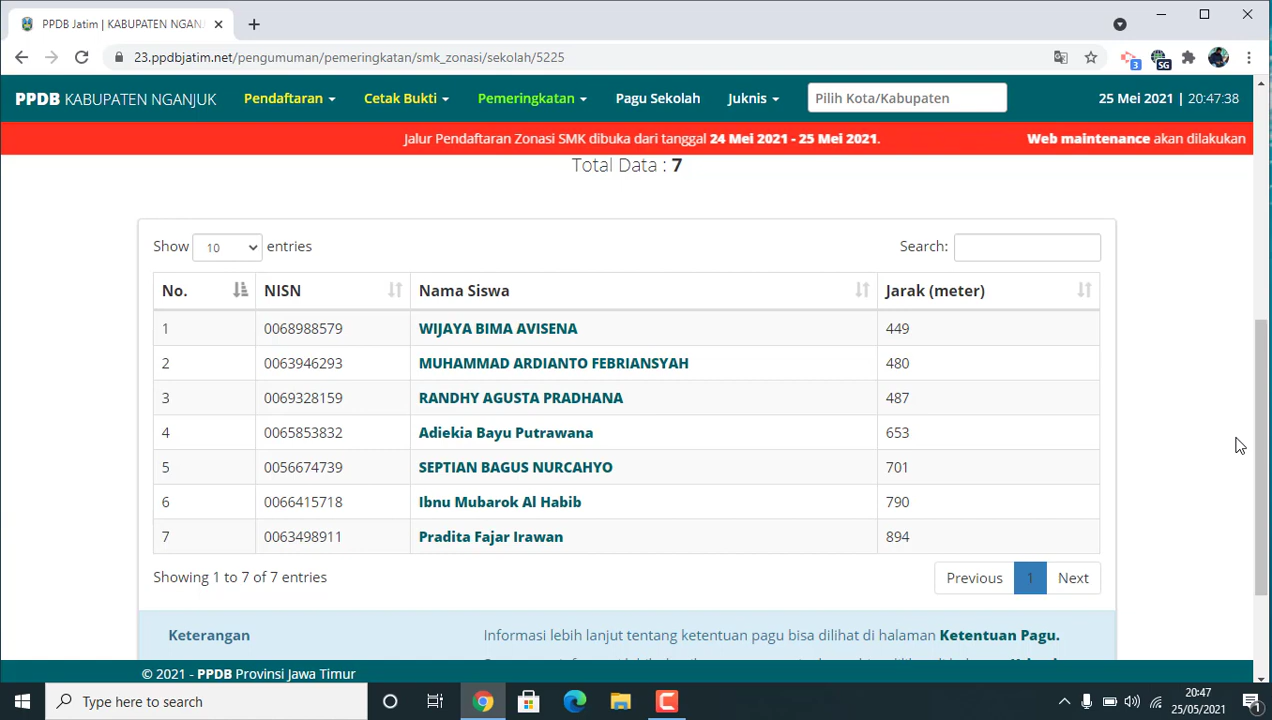 PPDB Jatim | KABUPATEN NGANJ
23.ppdbjatim.net/pengumuman/pemeringkatan/smk_zonasi/sekolah/5225
3
SG
PPDB KABUPATEN NGANJUK Pendaftaran Cetak Bukti Pemeringkatan Pagu Sekolah Juknis Pilih Kota/Kabupaten 25 Mei 2021 | 20:47:38
Jalur Pendaftaran Zonasi SMK dibuka dari tanggal 24 Mei 2021 - 25 Mei 2021. Web maintenance akan dilakukan
Total Data : 7
Show 10 entries Search:
No. NISN Nama Siswa Jarak (meter)
1 0068988579 WIJAYA BIMA AVISENA 449
2 0063946293 MUHAMMAD ARDIANTO FEBRIANSYAH 480
3 0069328159 RANDHY AGUSTA PRADHANA 487
4 0065853832 Adiekia Bayu Putrawana 653
5 0056674739 SEPTIAN BAGUS NURCAHYO 701
6 0066415718 Ibnu Mubarok Al Habib 790
7 0063498911 Pradita Fajar Irawan 894
Showing 1 to 7 of 7 entries Previous 1 Next
Keterangan Informasi lebih lanjut tentang ketentuan pagu bisa dilihat di halaman Ketentuan Pagu.
© 2021 - PPDB Provinsi Jawa Timur
Type here to search
20:47
25/05/2021
1